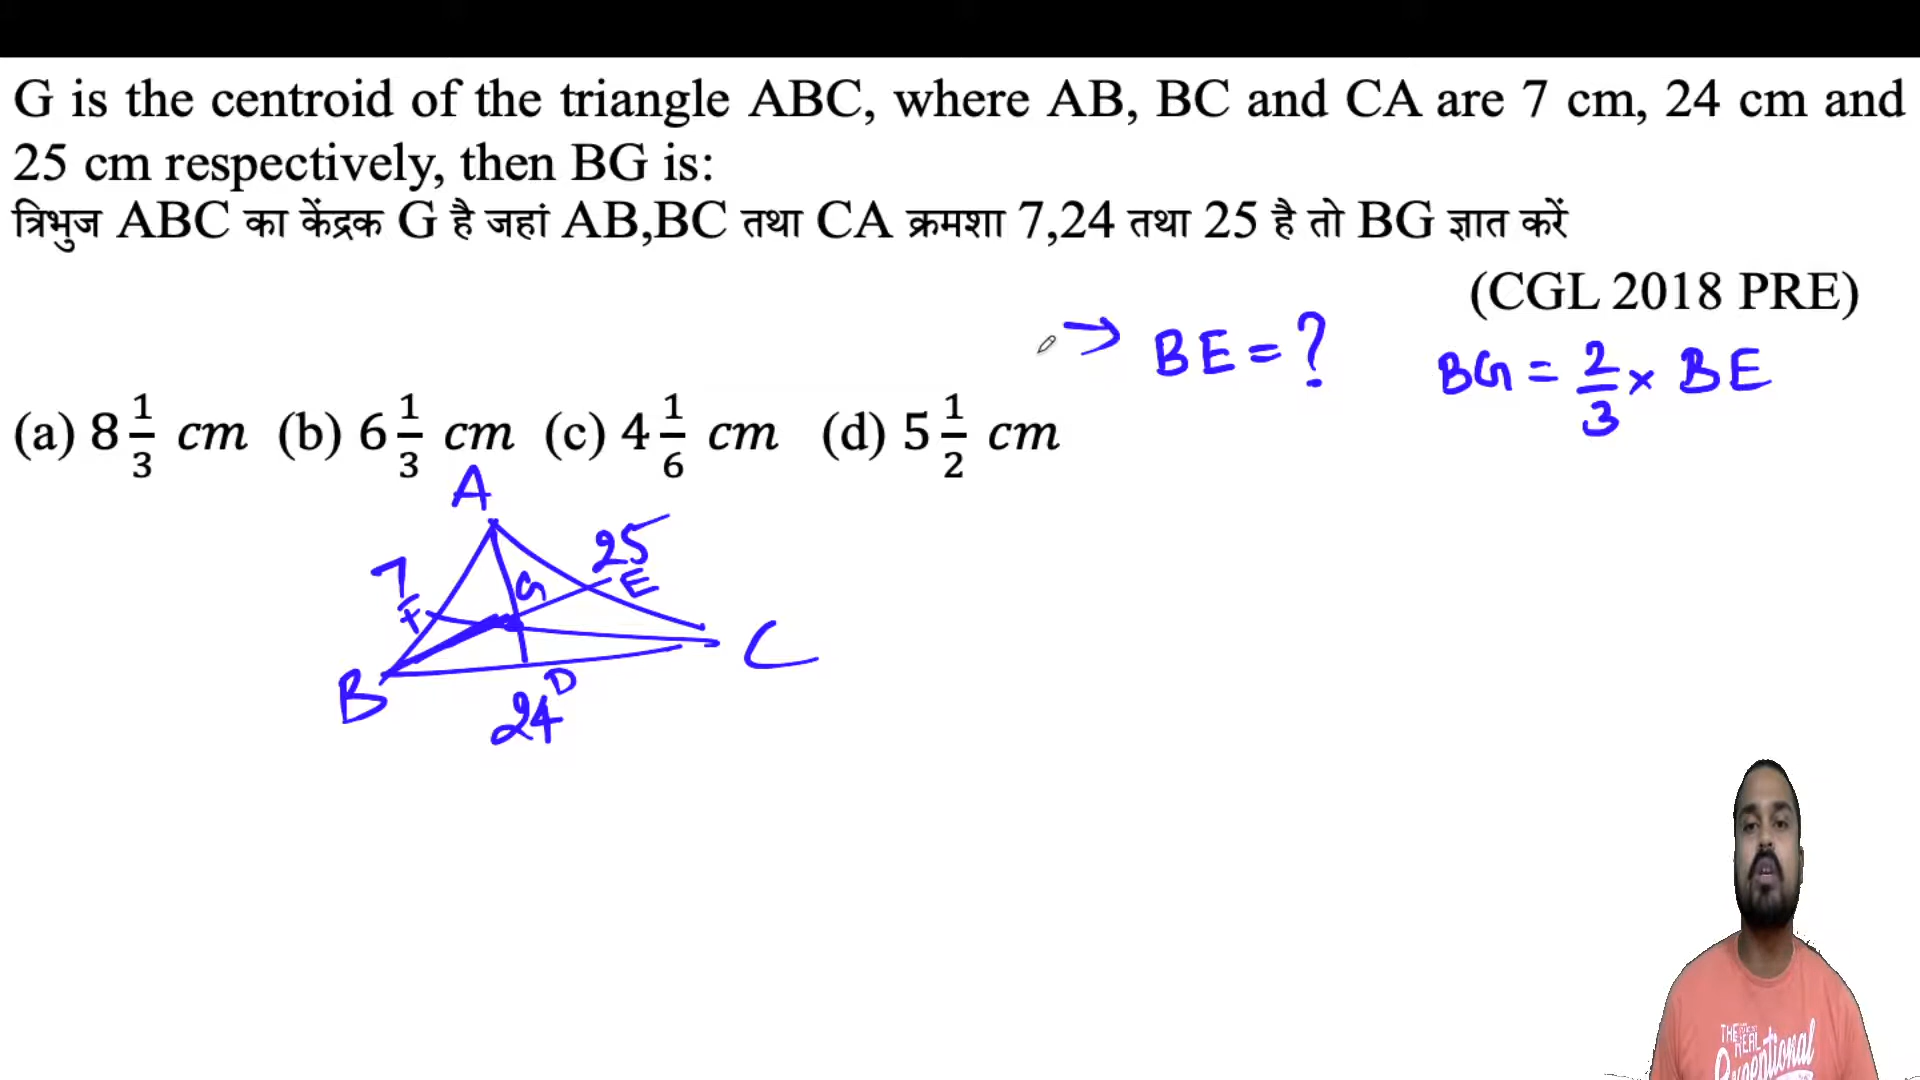 G is the centroid of the triangle ABC, where AB, BC and CA are 7 cm, 24 cm and
25 cm respectively, then BG is:
त्रिभुज ABC का केंद्रक G है जहां AB,BC तथा CA क्रमशा 7,24 तथा 25 है तो BG ज्ञात करें
(CGL 2018 PRE)
→ BE = ?
BG = 2/3 × BE
(a) 8 1/3 cm (b) 6 1/3 cm (c) 4 1/6 cm (d) 5 1/2 cm
A
25
7
G
E
F
C
B
D
24
THE
REAL